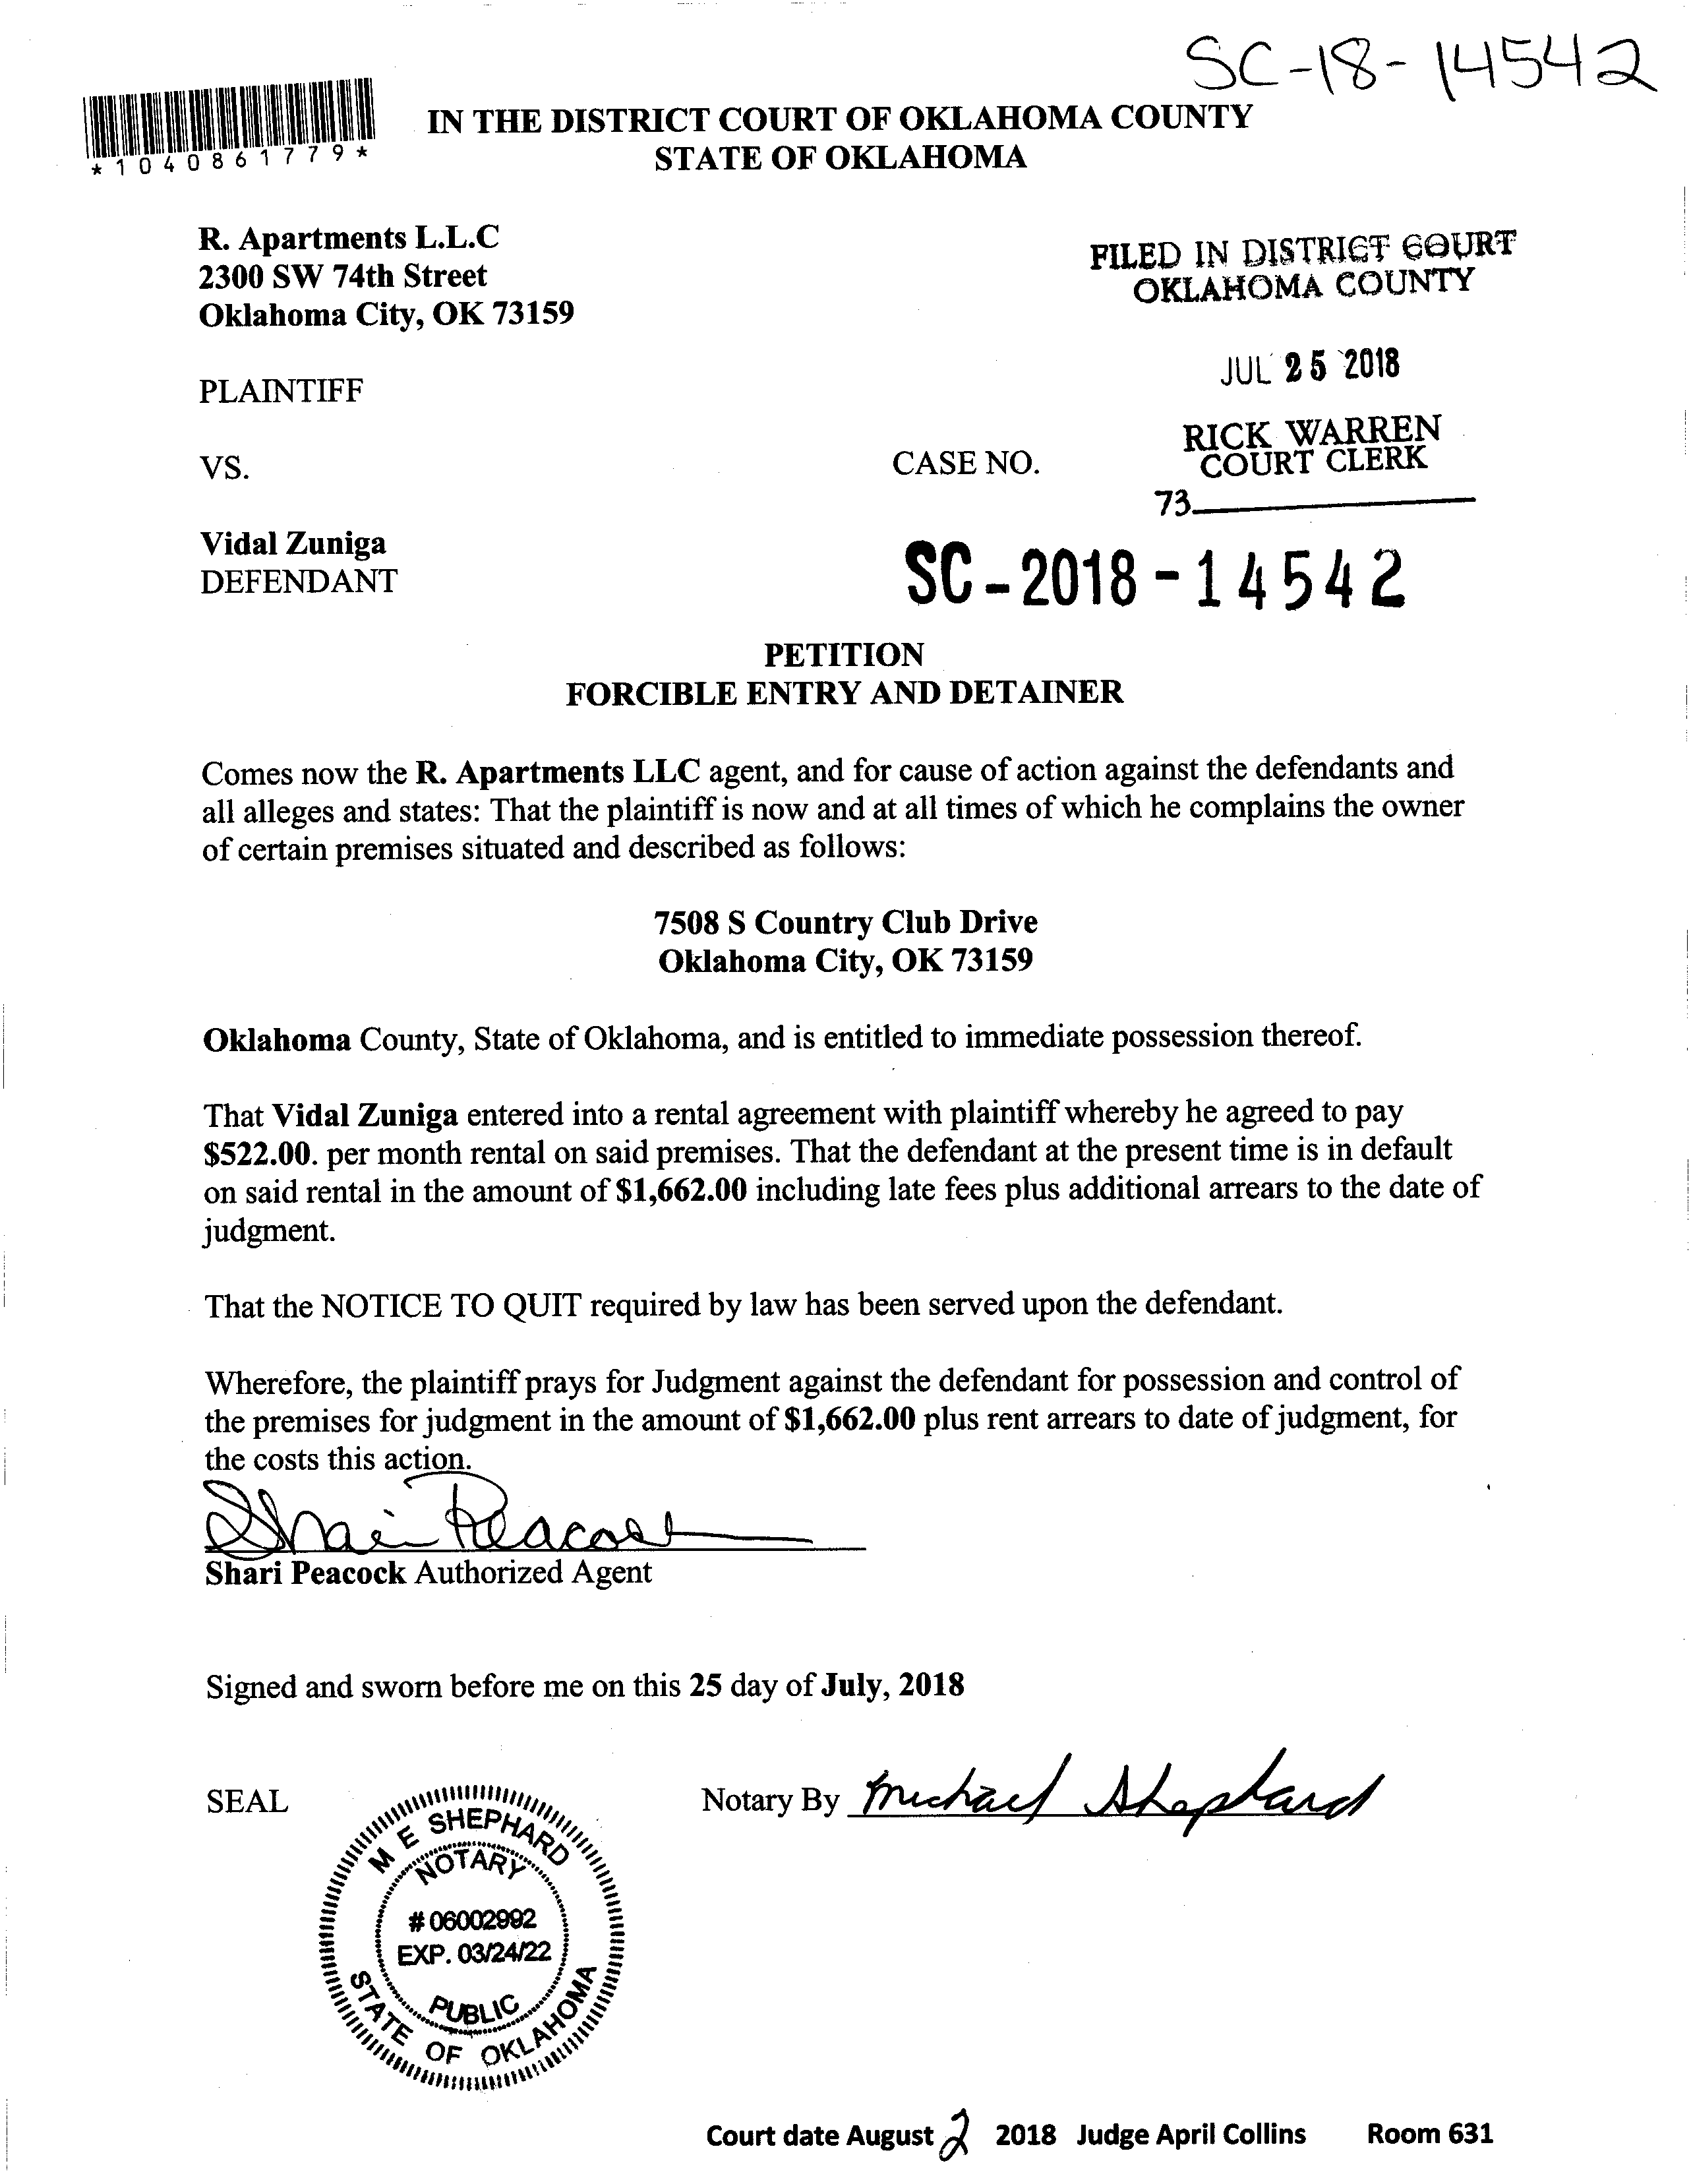 SC-18-14542
*1040861779*
IN THE DISTRICT COURT OF OKLAHOMA COUNTY
STATE OF OKLAHOMA
R. Apartments L.L.C
2300 SW 74th Street
Oklahoma City, OK 73159
FILED IN DISTRICT COURT
OKLAHOMA COUNTY
JUL 25 2018
PLAINTIFF
RICK WARREN
COURT CLERK
VS.
CASE NO.
73
Vidal Zuniga
DEFENDANT
SC-2018-14542
PETITION
FORCIBLE ENTRY AND DETAINER
Comes now the R. Apartments LLC agent, and for cause of action against the defendants and
all alleges and states: That the plaintiff is now and at all times of which he complains the owner
of certain premises situated and described as follows:
7508 S Country Club Drive
Oklahoma City, OK 73159
Oklahoma County, State of Oklahoma, and is entitled to immediate possession thereof.
That Vidal Zuniga entered into a rental agreement with plaintiff whereby he agreed to pay
$522.00. per month rental on said premises. That the defendant at the present time is in default
on said rental in the amount of $1,662.00 including late fees plus additional arrears to the date of
judgment.
That the NOTICE TO QUIT required by law has been served upon the defendant.
Wherefore, the plaintiff prays for Judgment against the defendant for possession and control of
the premises for judgment in the amount of $1,662.00 plus rent arrears to date of judgment, for
the costs this action.
Shari Peacock
Shari Peacock Authorized Agent
Signed and sworn before me on this 25 day of July, 2018
SEAL
Notary By Michael Shephard
M E SHEPHARD
NOTARY
# 06002992
EXP. 03/24/22
PUBLIC
STATE OF OKLAHOMA
Court date August 2 2018 Judge April Collins Room 631